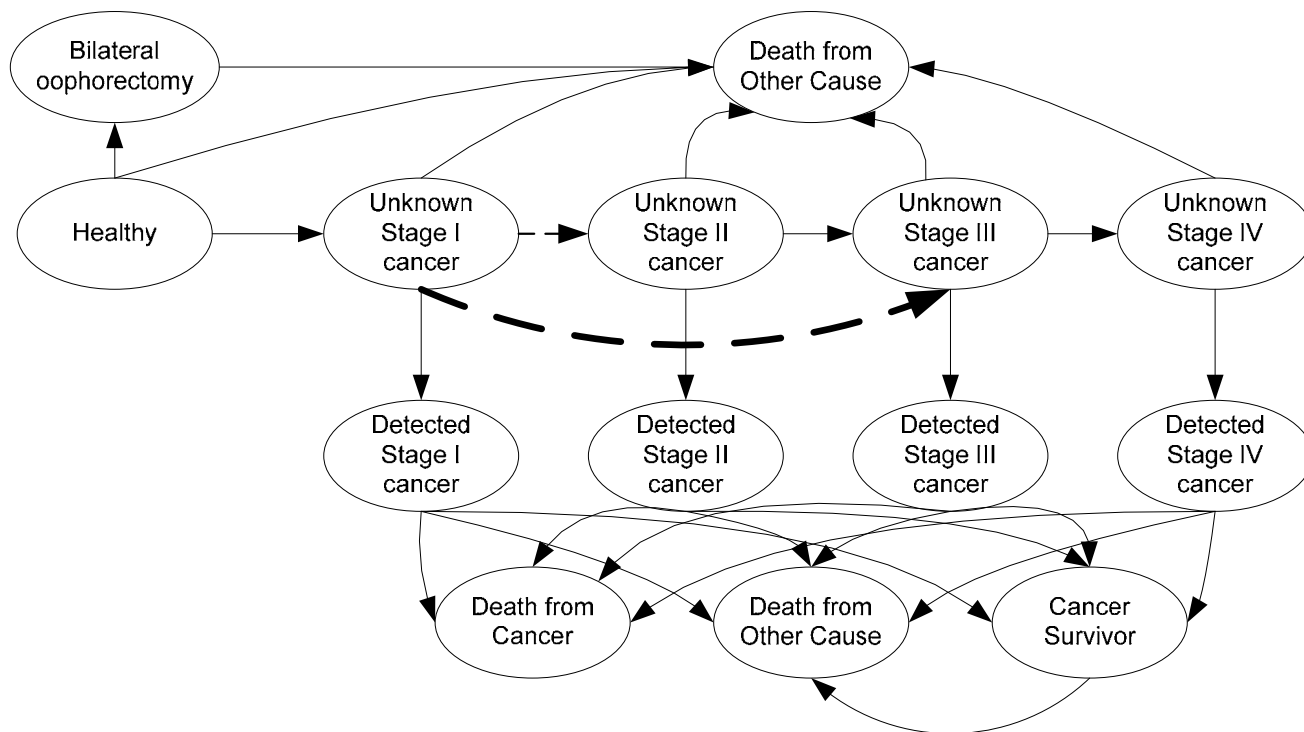 Bilateral
oophorectomy
Death from
Other Cause
Healthy
Unknown
Stage I
cancer
Unknown
Stage II
cancer
Unknown
Stage III
cancer
Unknown
Stage IV
cancer
Detected
Stage I
cancer
Detected
Stage II
cancer
Detected
Stage III
cancer
Detected
Stage IV
cancer
Death from
Cancer
Death from
Other Cause
Cancer
Survivor